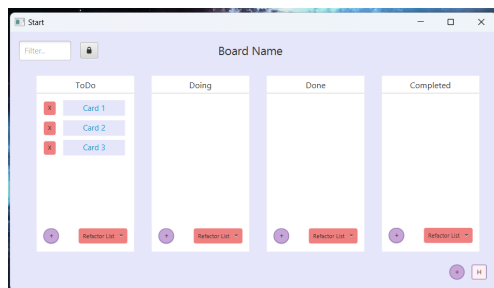 Start
Filter..
Board Name
ToDo
Doing
Done
Completed
x Card 1
x Card 2
x Card 3
+ Refactor List
+ Refactor List
+ Refactor List
+ Refactor List
+ H